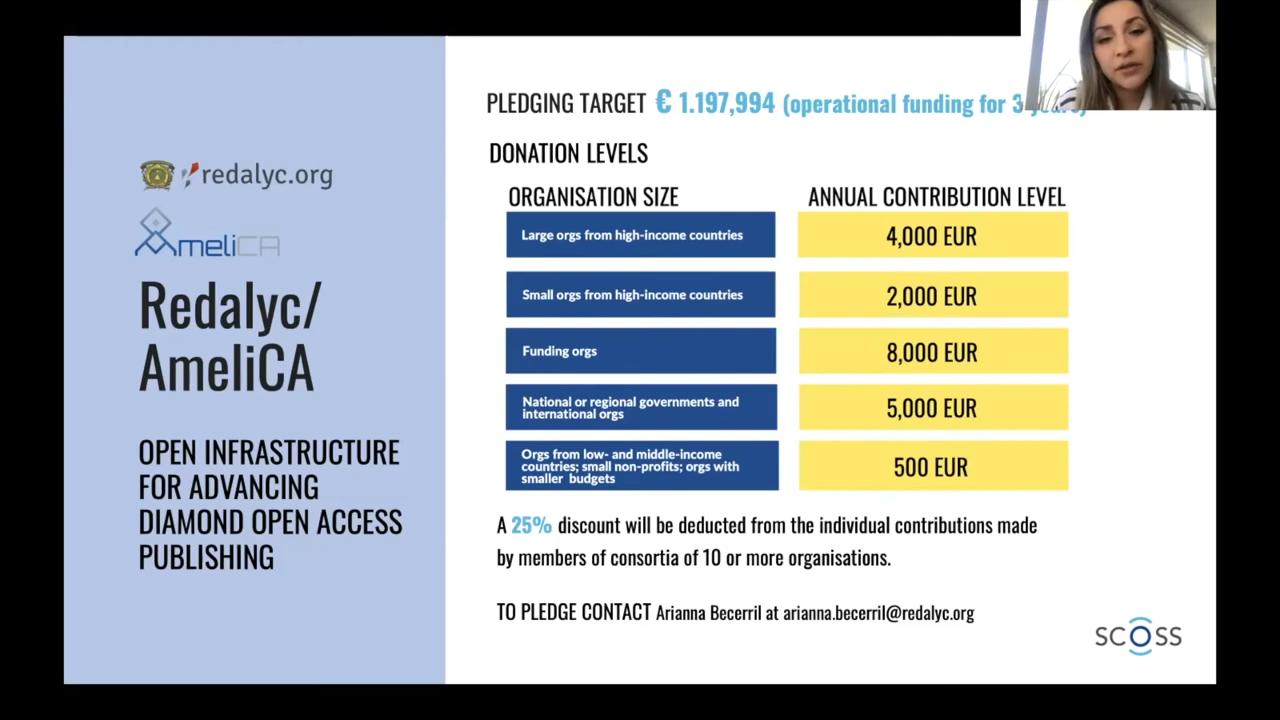 redalyc.org
AmeliCA
Redalyc/
AmeliCA
OPEN INFRASTRUCTURE
FOR ADVANCING
DIAMOND OPEN ACCESS
PUBLISHING
PLEDGING TARGET € 1.197,994 (operational funding for 3 years)
DONATION LEVELS
ORGANISATION SIZE
ANNUAL CONTRIBUTION LEVEL
Large orgs from high-income countries
4,000 EUR
Small orgs from high-income countries
2,000 EUR
Funding orgs
8,000 EUR
National or regional governments and
international orgs
5,000 EUR
Orgs from low- and middle-income
countries; small non-profits; orgs with
smaller budgets
500 EUR
A 25% discount will be deducted from the individual contributions made
by members of consortia of 10 or more organisations.
TO PLEDGE CONTACT Arianna Becerril at arianna.becerril@redalyc.org
SCOSS